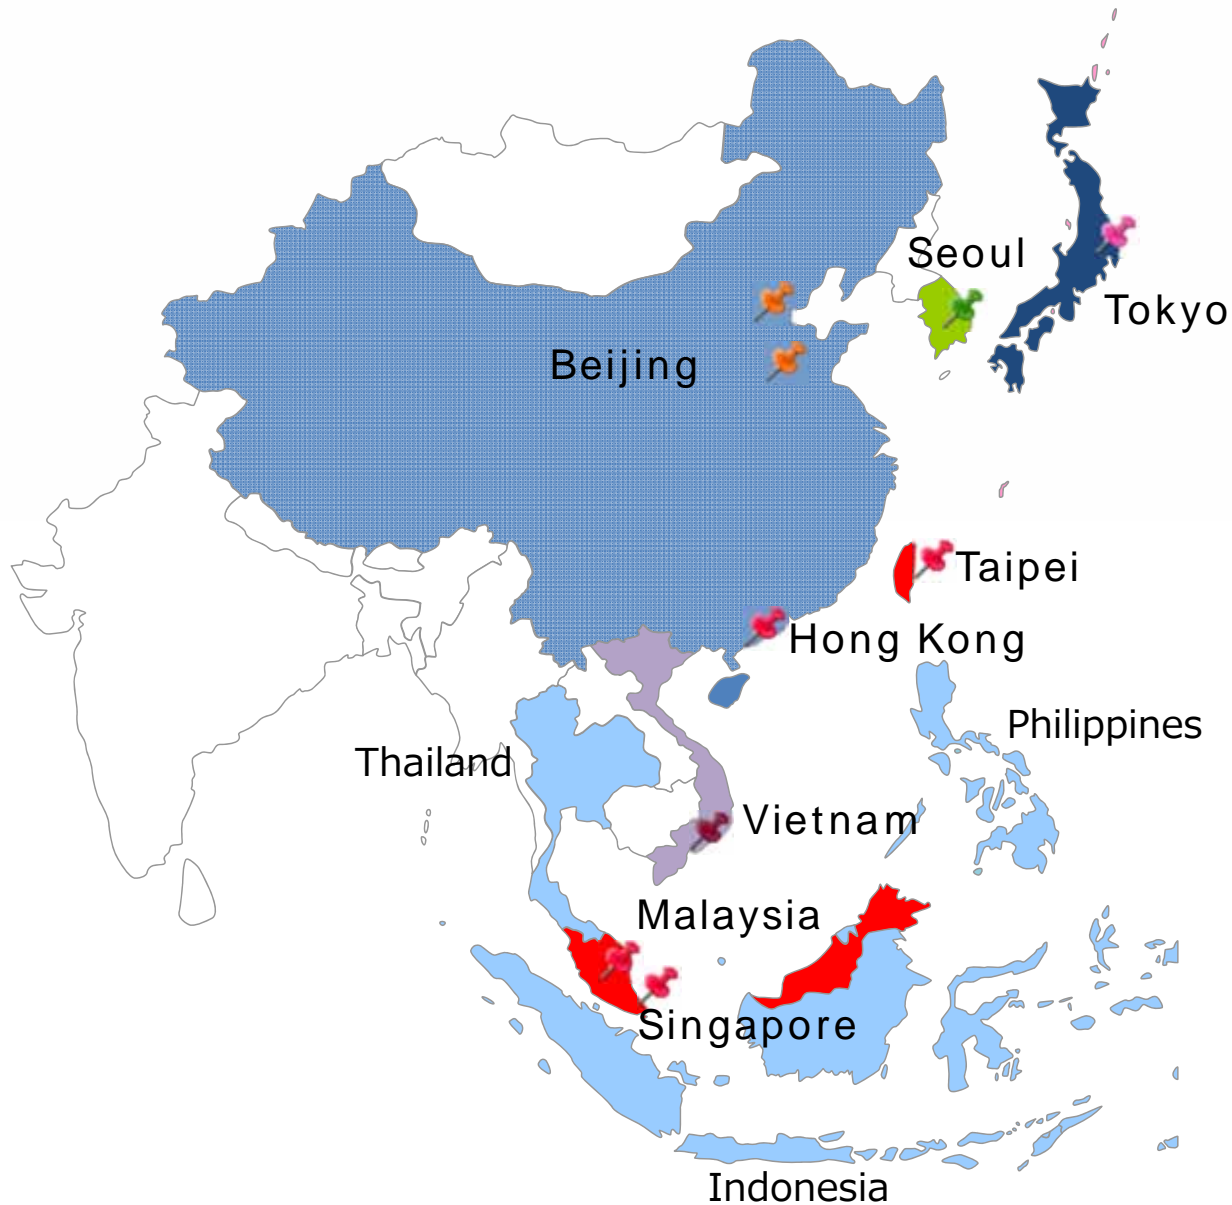 Seoul
Tokyo
Beijing
Taipei
Hong Kong
Philippines
Thailand
Vietnam
Malaysia
Singapore
Indonesia